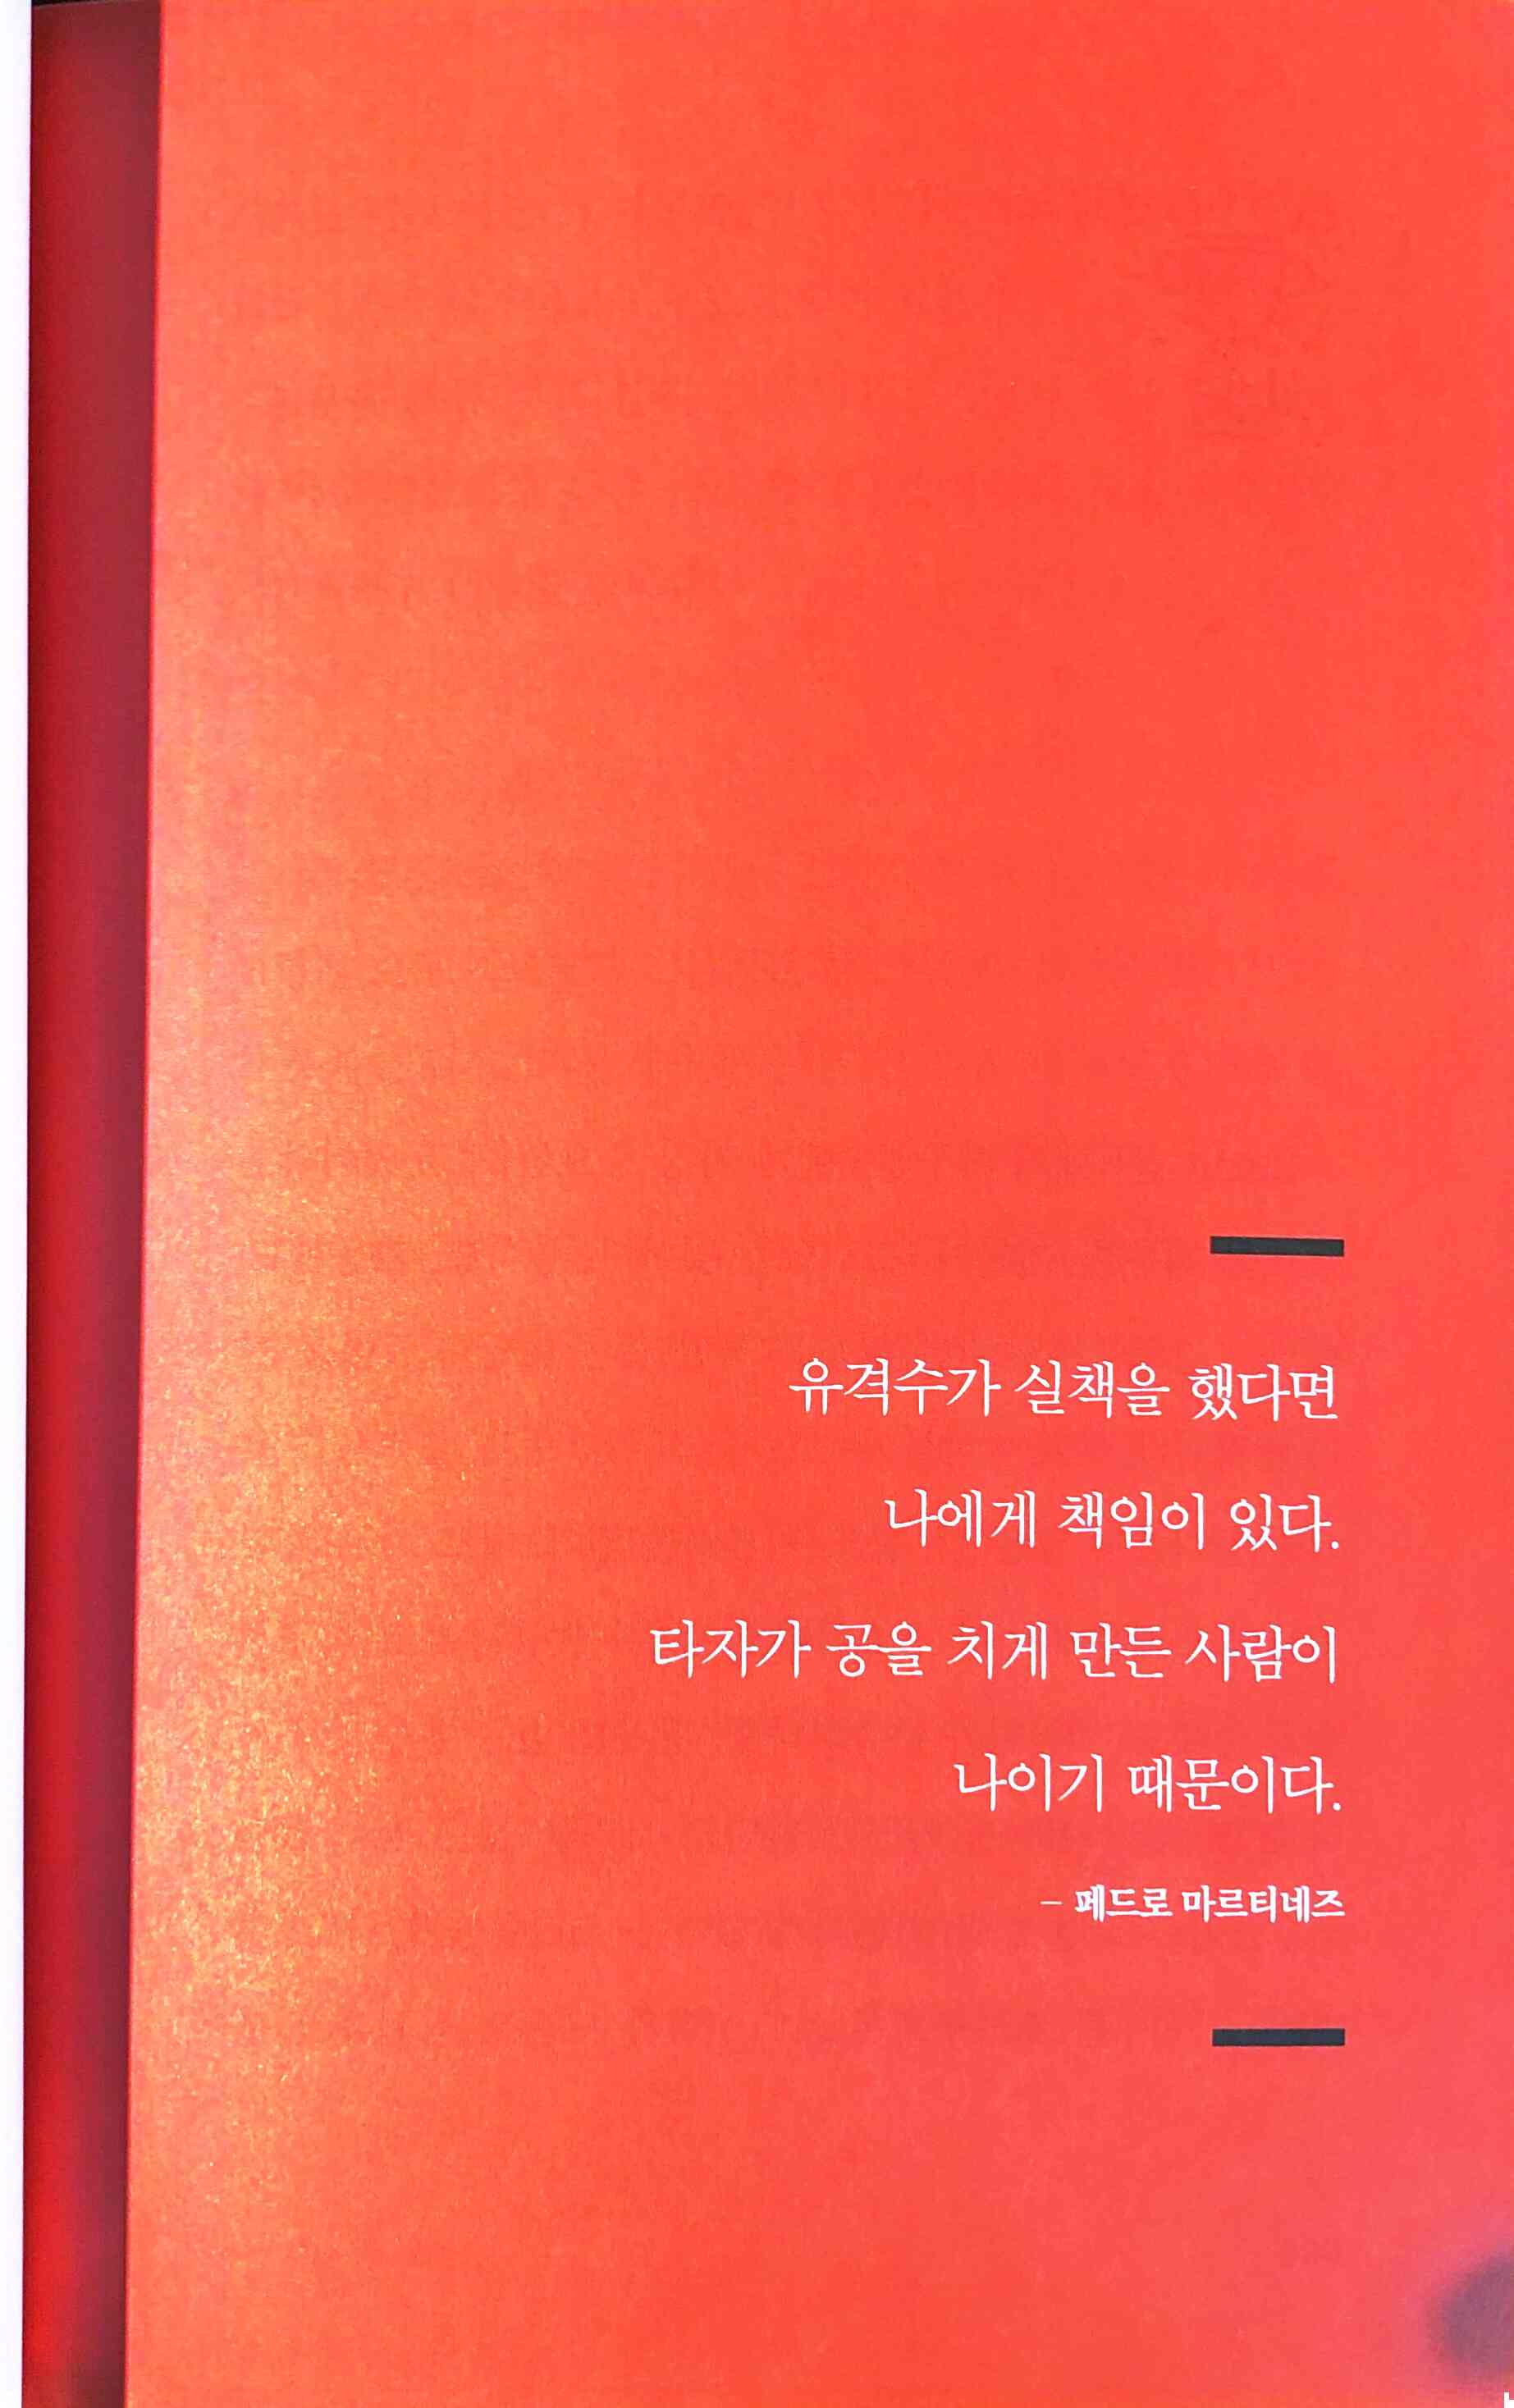 유격수가 실책을 했다면
나에게 책임이 있다.
타자가 공을 치게 만든 사람이
나이기 때문이다.
– 페드로 마르티네즈